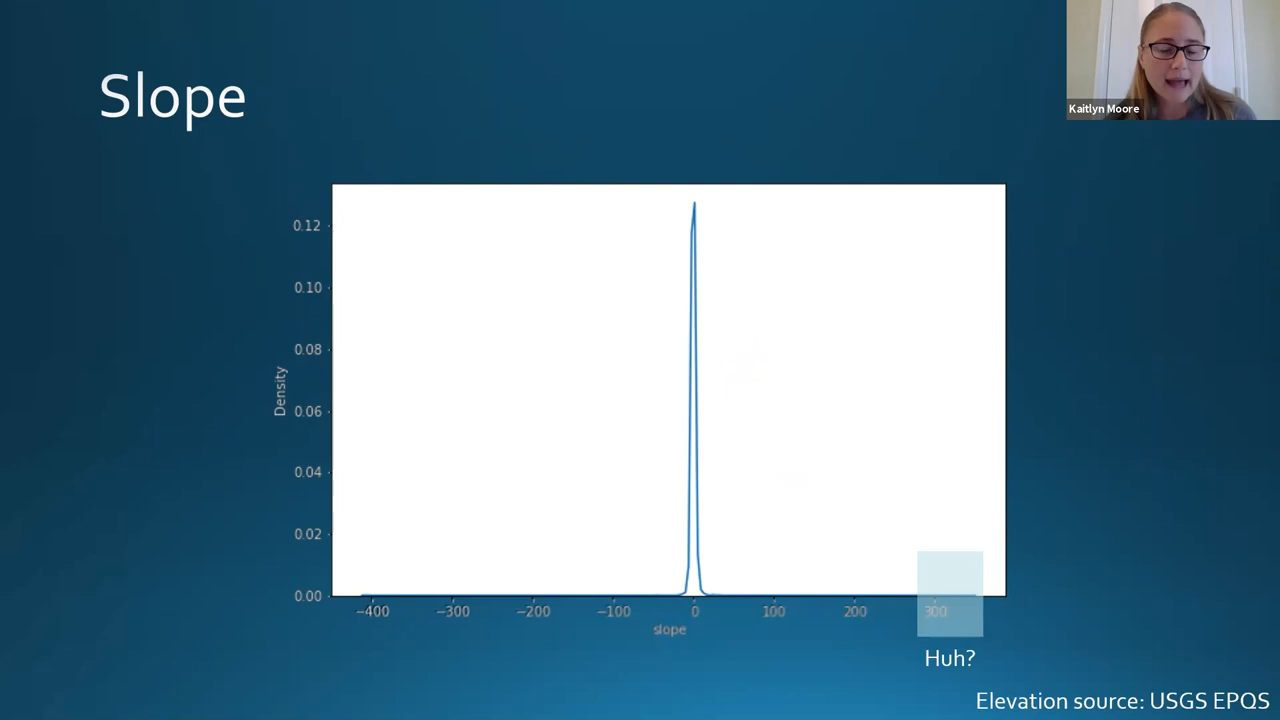 Slope
Kaitlyn Moore
0.12
0.10
0.08
0.06
0.04
0.02
0.00
Density
−400 −300 −200 −100 0 100 200 300
slope
Huh?
Elevation source: USGS EPQS